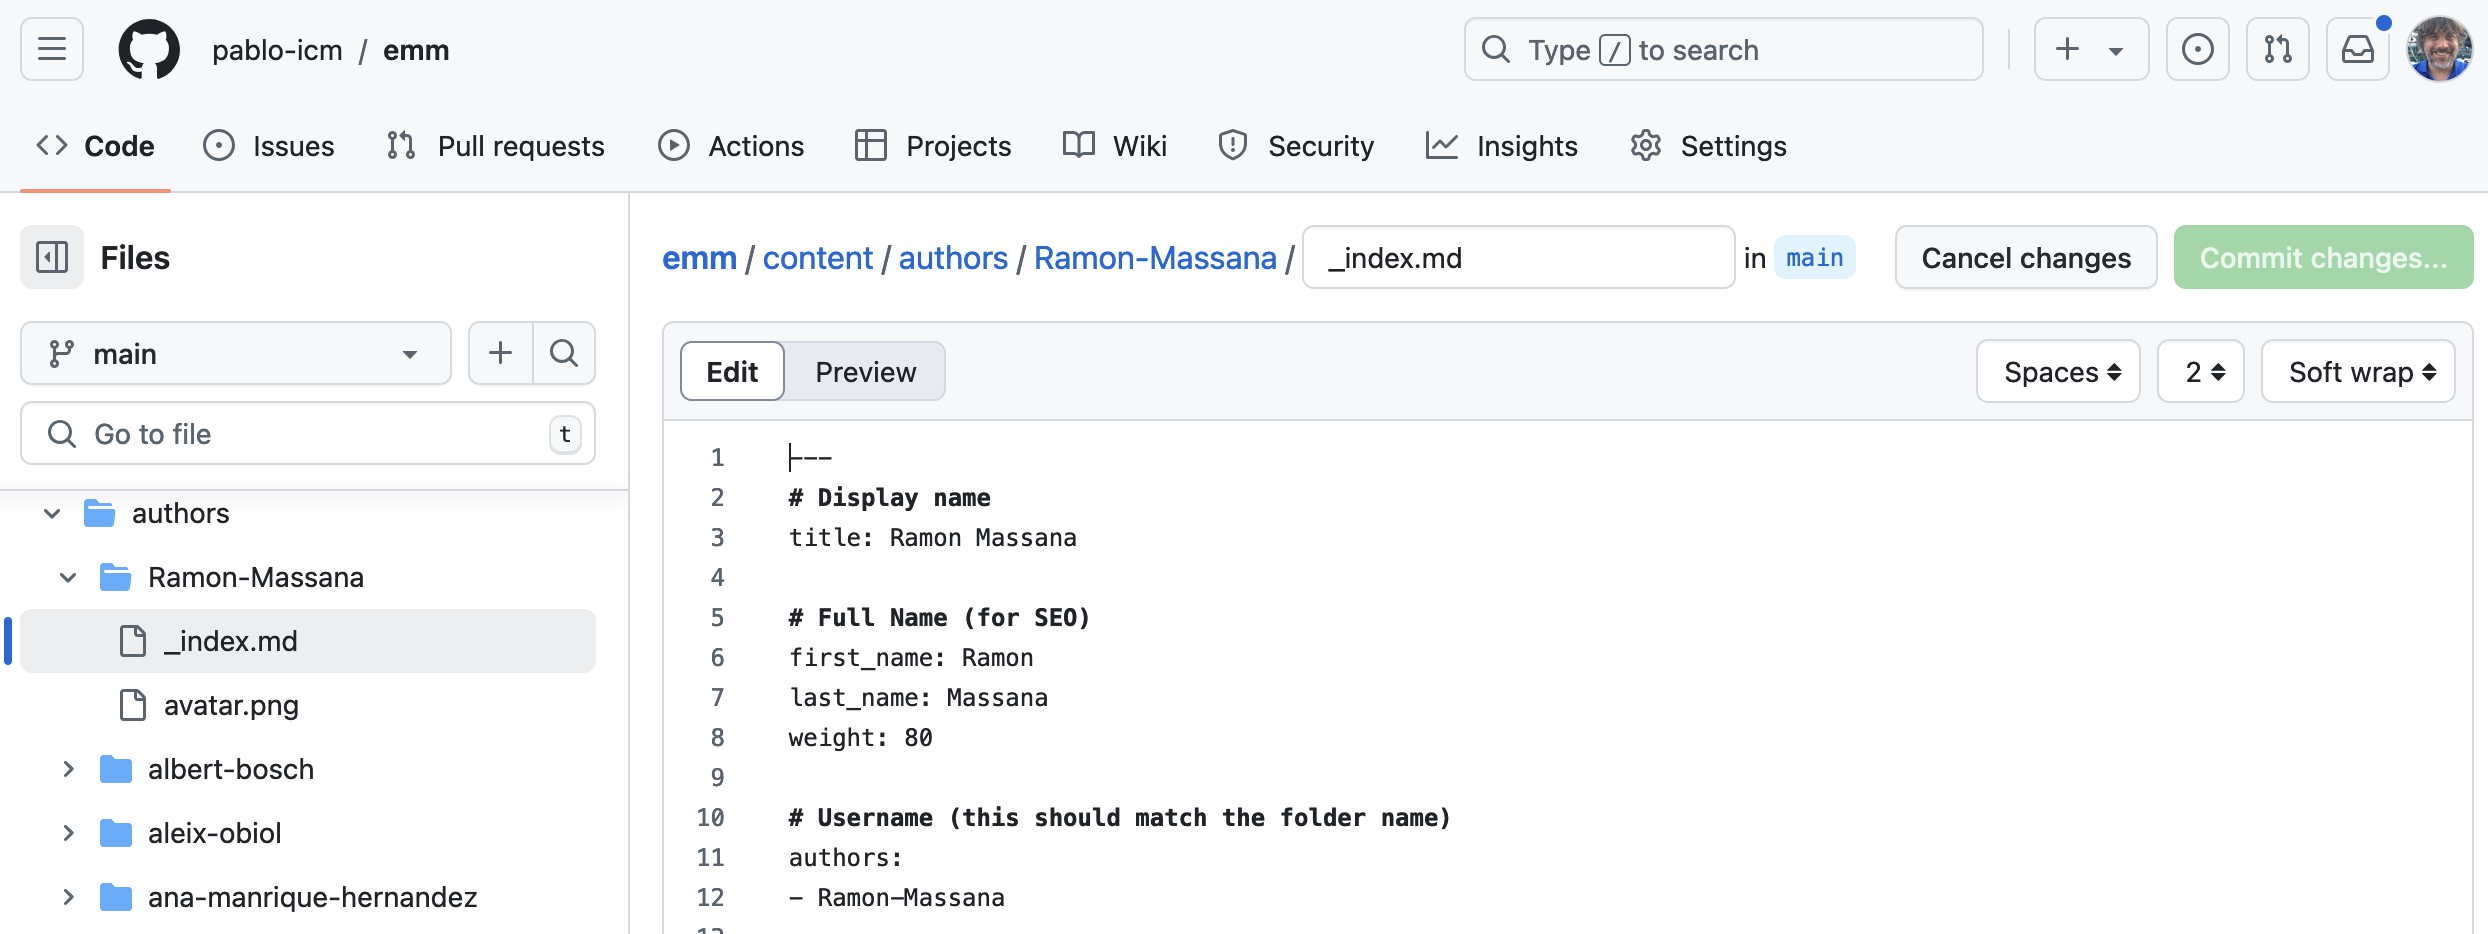 pablo-icm / emm
Type / to search
Code
Issues
Pull requests
Actions
Projects
Wiki
Security
Insights
Settings
Files
emm / content / authors / Ramon-Massana / _index.md in main
Cancel changes
Commit changes...
main
Go to file
t
authors
Ramon-Massana
_index.md
avatar.png
albert-bosch
aleix-obiol
ana-manrique-hernandez
Edit
Preview
Spaces
2
Soft wrap
1 ---
2 # Display name
3 title: Ramon Massana
4
5 # Full Name (for SEO)
6 first_name: Ramon
7 last_name: Massana
8 weight: 80
9
10 # Username (this should match the folder name)
11 authors:
12 - Ramon-Massana
13